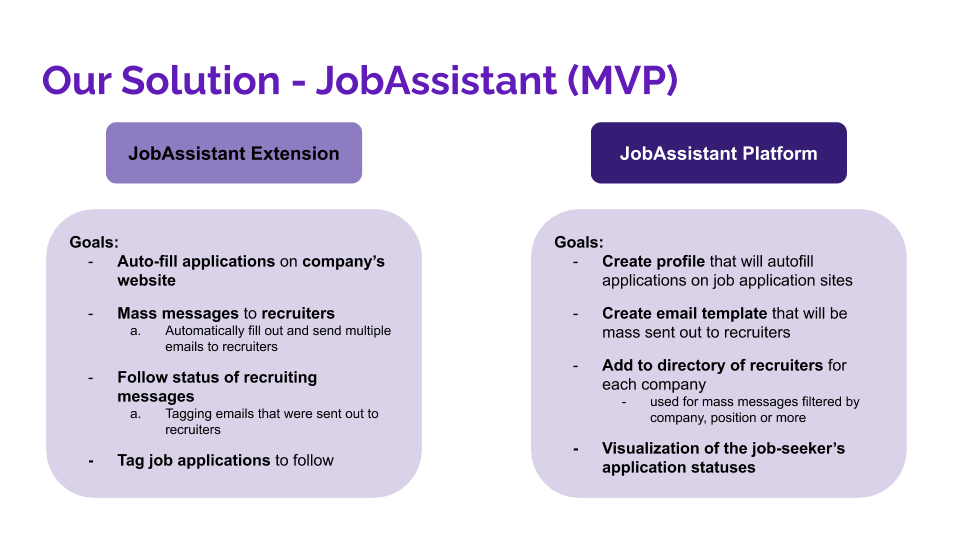 Our Solution - JobAssistant (MVP)
JobAssistant Extension
Goals:
- Auto-fill applications on company’s
website
- Mass messages to recruiters
a. Automatically fill out and send multiple
emails to recruiters
- Follow status of recruiting
messages
a. Tagging emails that were sent out to
recruiters
- Tag job applications to follow
JobAssistant Platform
Goals:
- Create profile that will autofill
applications on job application sites
- Create email template that will be
mass sent out to recruiters
- Add to directory of recruiters for
each company
- used for mass messages filtered by
company, position or more
- Visualization of the job-seeker’s
application statuses